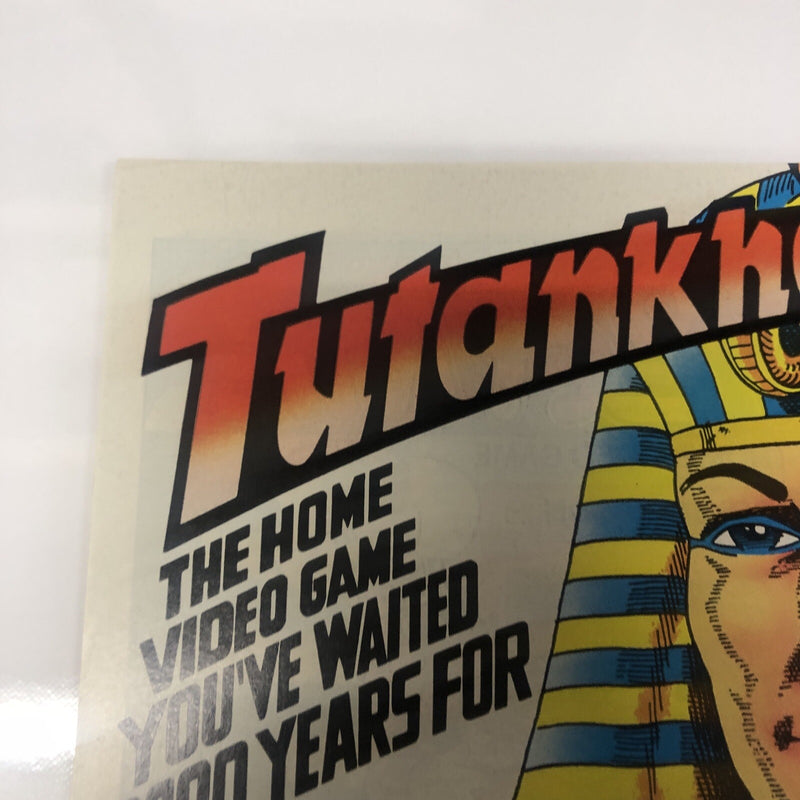 Tutankh
THE HOME
VIDEO GAME
YOU'VE WAITED
YEARS FOR